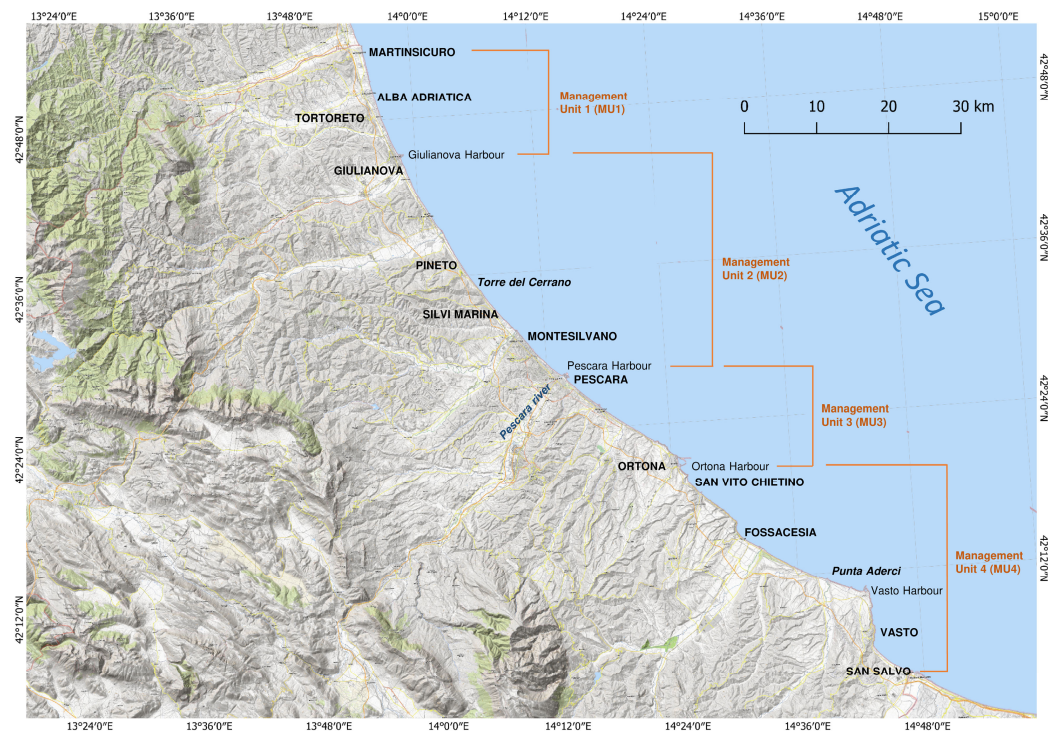 13°24'0"E 13°36'0"E 13°48'0"E 14°0'0"E 14°12'0"E 14°24'0"E 14°36'0"E 14°48'0"E 15°0'0"E
MARTINSICURO
42°48'0"N
ALBA ADRIATICA
Management
Unit 1 (MU1)
0 10 20 30 km
TORTORETO
42°48'0"N
Giulianova Harbour
GIULIANOVA
Adriatic Sea
42°36'0"N
PINETO
Management
Unit 2 (MU2)
Torre del Cerrano
42°36'0"N
SILVI MARINA
MONTESILVANO
Pescara Harbour
PESCARA
42°24'0"N
Pescara river
Management
Unit 3 (MU3)
42°24'0"N
ORTONA
Ortona Harbour
SAN VITO CHIETINO
FOSSACESIA
42°12'0"N
Management
Unit 4 (MU4)
Punta Aderci
Vasto Harbour
42°12'0"N
VASTO
SAN SALVO
13°24'0"E 13°36'0"E 13°48'0"E 14°0'0"E 14°12'0"E 14°24'0"E 14°36'0"E 14°48'0"E